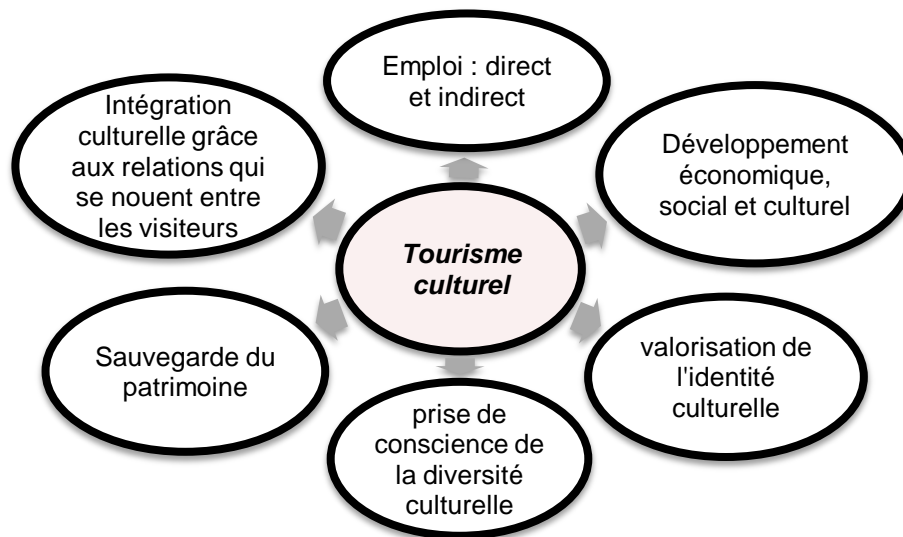 Emploi : direct
et indirect
Intégration
culturelle grâce
aux relations qui
se nouent entre
les visiteurs
Développement
économique,
social et culturel
Tourisme
culturel
Sauvegarde du
patrimoine
valorisation de
l'identité
culturelle
prise de
conscience de
la diversité
culturelle